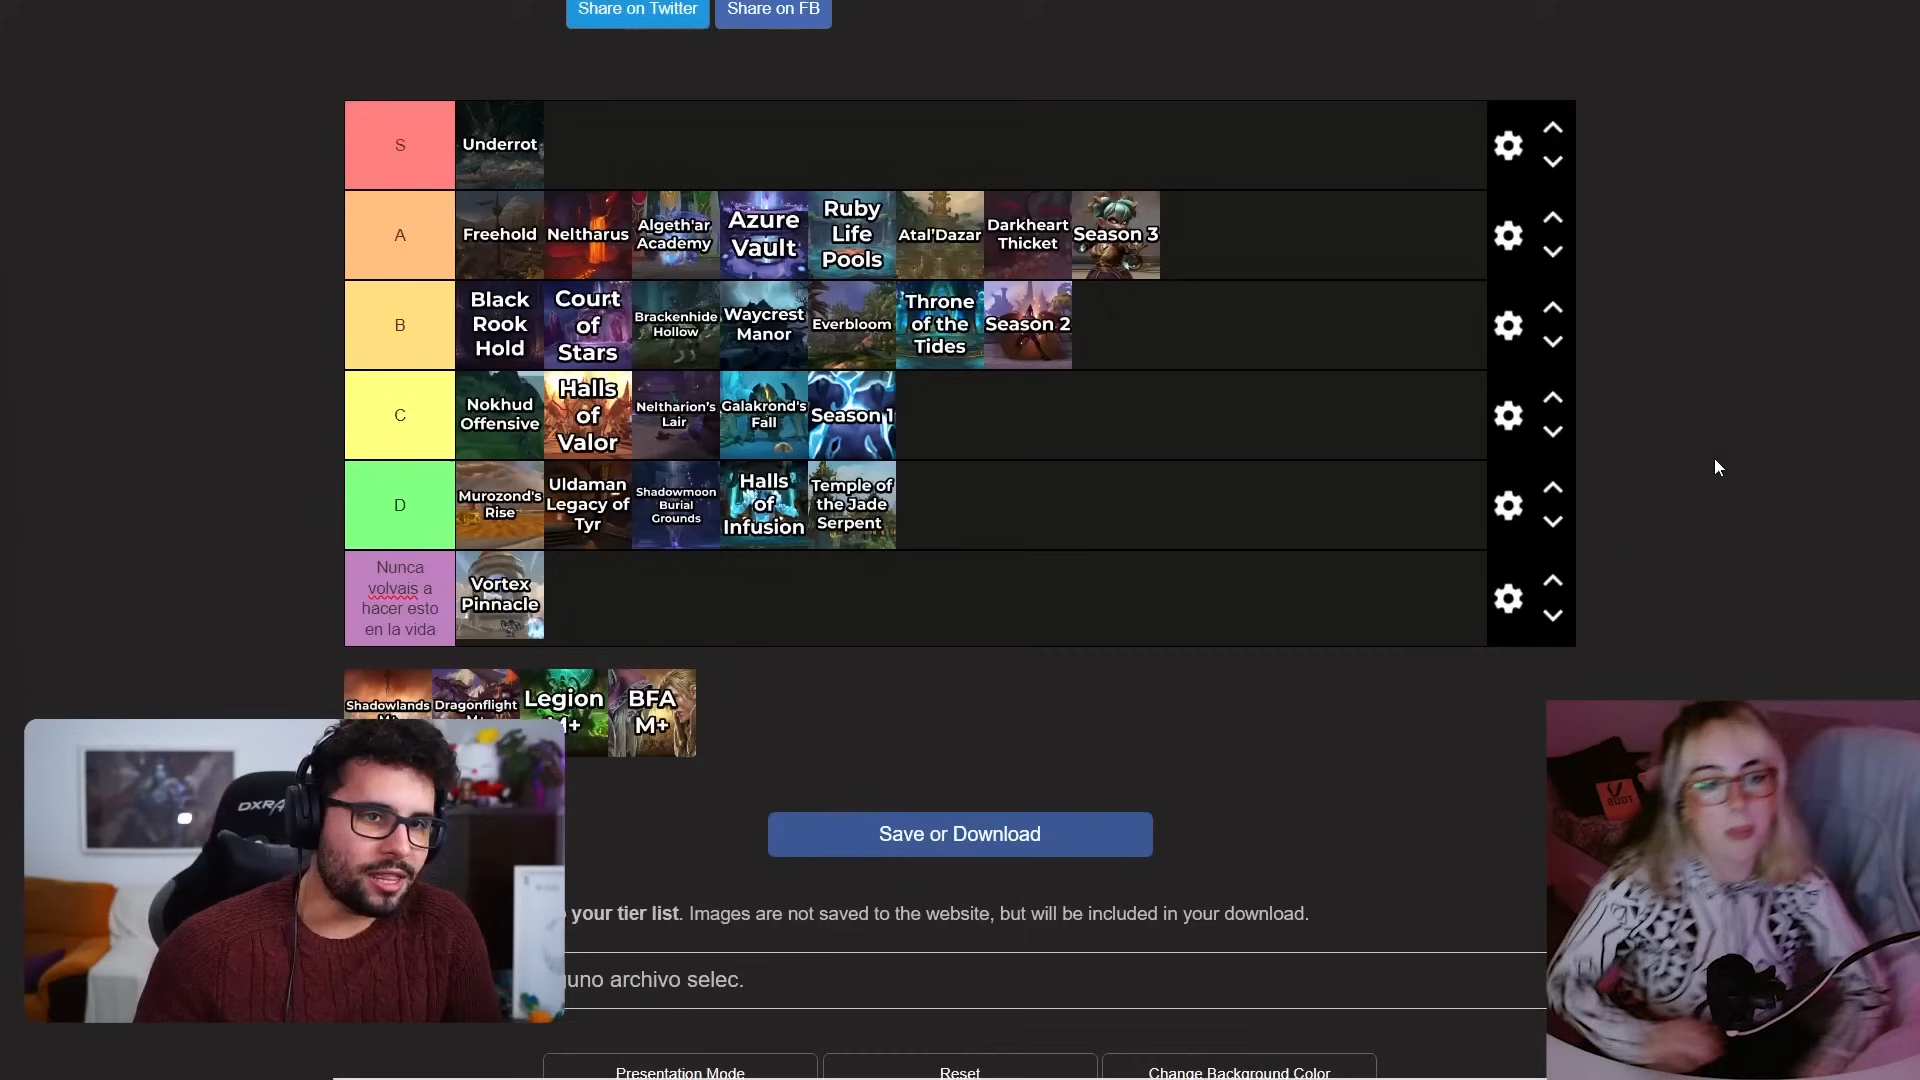 Share on Twitter
Share on FB
S
Underrot
A
Freehold
Neltharus
Algeth'ar
Academy
Azure
Vault
Ruby
Life
Pools
Atal'Dazar
Darkheart
Thicket
Season 3
B
Black
Rook
Hold
Court
of
Stars
Brackenhide
Hollow
Waycrest
Manor
Everbloom
Throne
of the
Tides
Season 2
C
Nokhud
Offensive
Halls
of
Valor
Neltharion's
Lair
Galakrond's
Fall
Season 1
D
Murozond's
Rise
Uldaman
Legacy of
Tyr
Shadowmoon
Burial
Grounds
Halls
of
Infusion
Temple of
the Jade
Serpent
Nunca
volvais a
hacer esto
en la vida
Vortex
Pinnacle
Shadowlands
Dragonflight
Legion
M+
BFA
M+
DXRA
Save or Download
your tier list. Images are not saved to the website, but will be included in your download.
uno archivo selec.
Presentation Mode
Reset
Change Background Color